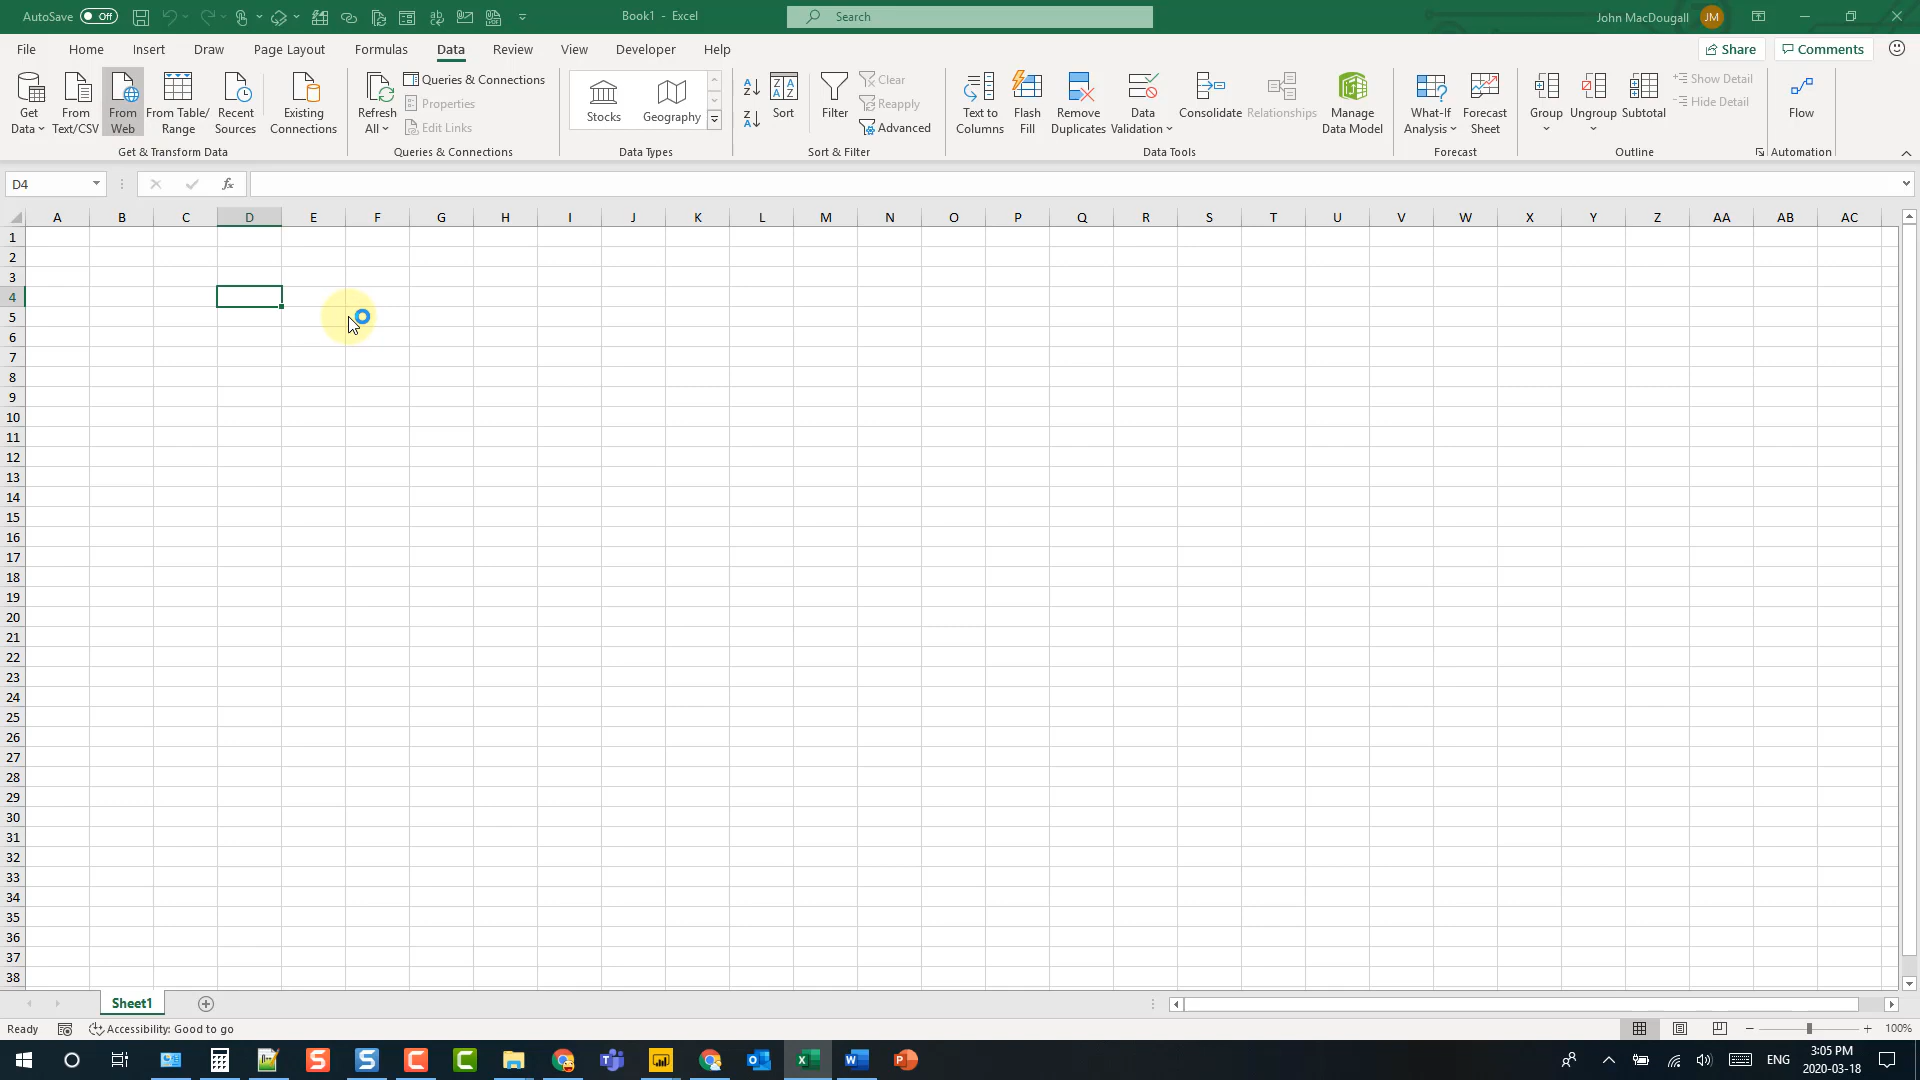 AutoSave Off Book1 - Excel Search John MacDougall JM
File Home Insert Draw Page Layout Formulas Data Review View Developer Help Share Comments
Get Data From Text/CSV From Web From Table/ Range Recent Sources Existing Connections
Get & Transform Data
Refresh All Queries & Connections
Properties
Edit Links
Queries & Connections
Stocks Geography
Data Types
Sort Filter Clear
Reapply
Advanced
Sort & Filter
Text to Columns Flash Fill Remove Duplicates Data Validation Consolidate Relationships Manage Data Model
Data Tools
What-If Analysis Forecast Sheet
Forecast
Group Ungroup Subtotal Show Detail
Hide Detail
Outline
Flow
Automation
D4 fx
A B C D E F G H I J K L M N O P Q R S T U V W X Y Z AA AB AC
1
2
3
4
5
6
7
8
9
10
11
12
13
14
15
16
17
18
19
20
21
22
23
24
25
26
27
28
29
30
31
32
33
34
35
36
37
38
Sheet1
Ready Accessibility: Good to go 100%
ENG 3:05 PM
2020-03-18